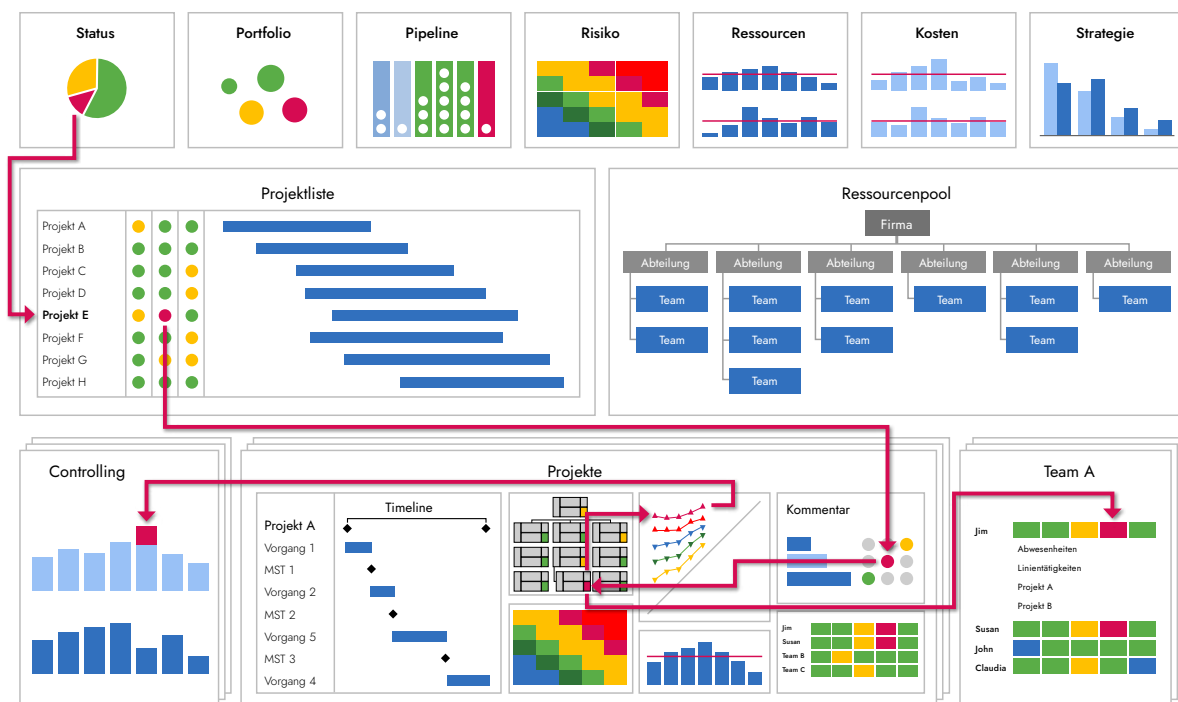 Status
Portfolio
Pipeline
Risiko
Ressourcen
Kosten
Strategie
Projektliste
Projekt A
Projekt B
Projekt C
Projekt D
Projekt E
Projekt F
Projekt G
Projekt H
Ressourcenpool
Firma
Abteilung
Abteilung
Abteilung
Abteilung
Abteilung
Abteilung
Team
Team
Team
Team
Team
Team
Team
Team
Team
Team
Team
Controlling
Projekte
Timeline
Projekt A
Vorgang 1
MST 1
Vorgang 2
MST 2
Vorgang 5
MST 3
Vorgang 4
Kommentar
Jim
Susan
Team B
Team C
Team A
Jim
Abwesenheiten
Linientätigkeiten
Projekt A
Projekt B
Susan
John
Claudia